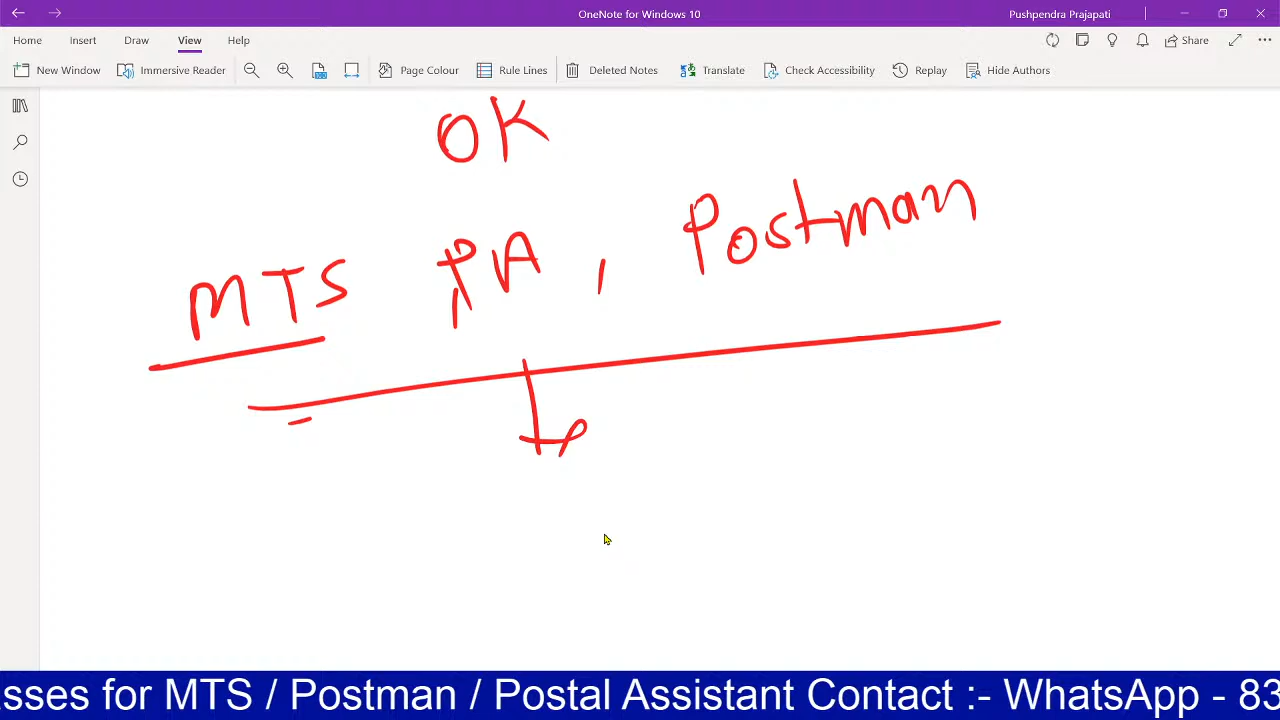 OneNote for Windows 10
Pushpendra Prajapati
Home Insert Draw View Help
Share
New Window Immersive Reader Page Colour Rule Lines Deleted Notes Translate Check Accessibility Replay Hide Authors
OK
MTS PA , Postman
asses for MTS / Postman / Postal Assistant Contact :- WhatsApp - 83